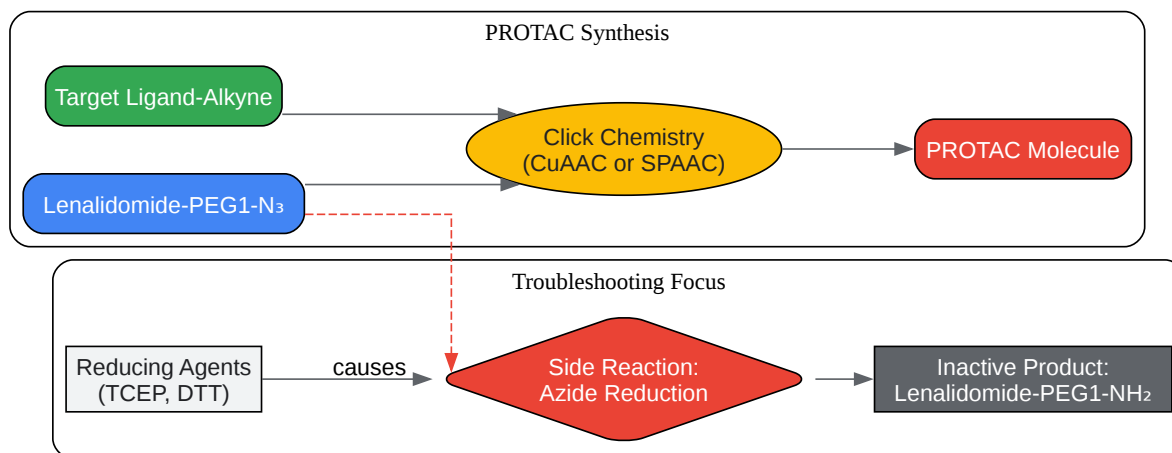 PROTAC Synthesis
Target Ligand-Alkyne
Click Chemistry
(CuAAC or SPAAC)
PROTAC Molecule
Lenalidomide-PEG1-N₃
Troubleshooting Focus
Reducing Agents
(TCEP, DTT)
causes
Side Reaction:
Azide Reduction
Inactive Product:
Lenalidomide-PEG1-NH₂